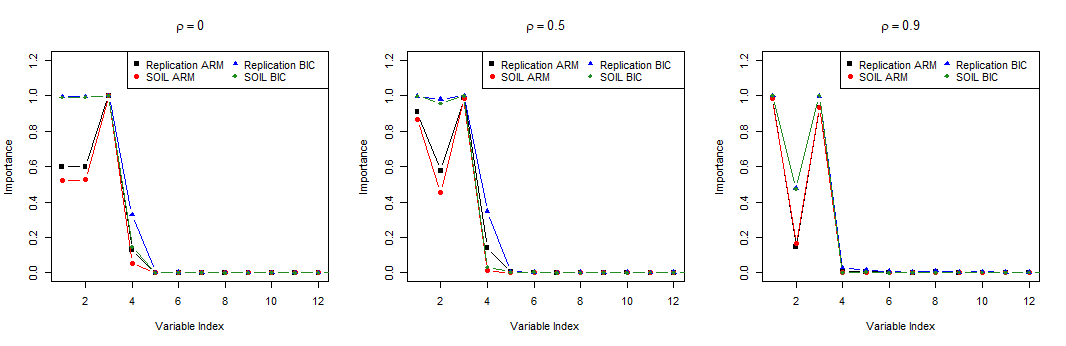 ρ = 0
Importance
0.0 0.2 0.4 0.6 0.8 1.0 1.2
Replication ARM Replication BIC
SOIL ARM SOIL BIC
2 4 6 8 10 12
Variable Index
ρ = 0.5
Importance
0.0 0.2 0.4 0.6 0.8 1.0 1.2
Replication ARM Replication BIC
SOIL ARM SOIL BIC
2 4 6 8 10 12
Variable Index
ρ = 0.9
Importance
0.0 0.2 0.4 0.6 0.8 1.0 1.2
Replication ARM Replication BIC
SOIL ARM SOIL BIC
2 4 6 8 10 12
Variable Index